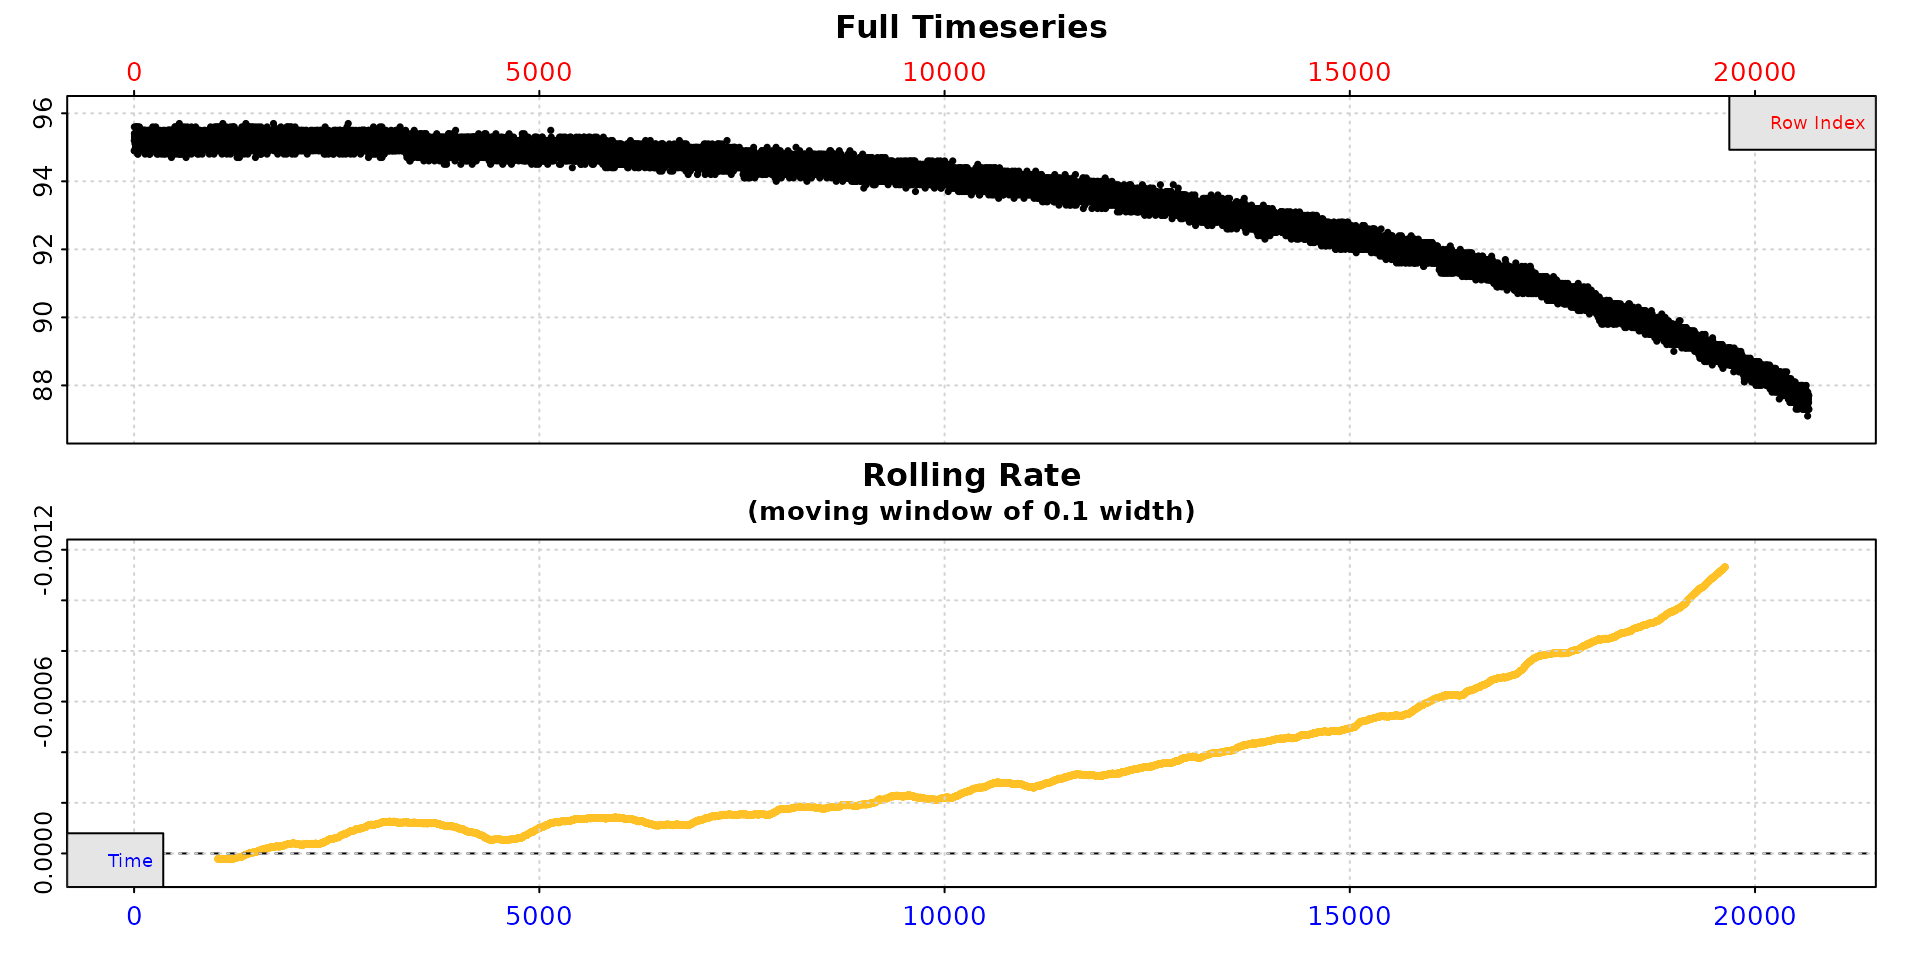 Full Timeseries
0 5000 10000 15000 20000
Row Index
96
94
92
90
88
Rolling Rate
(moving window of 0.1 width)
-0.0012
-0.0006
0.0000
Time
0 5000 10000 15000 20000